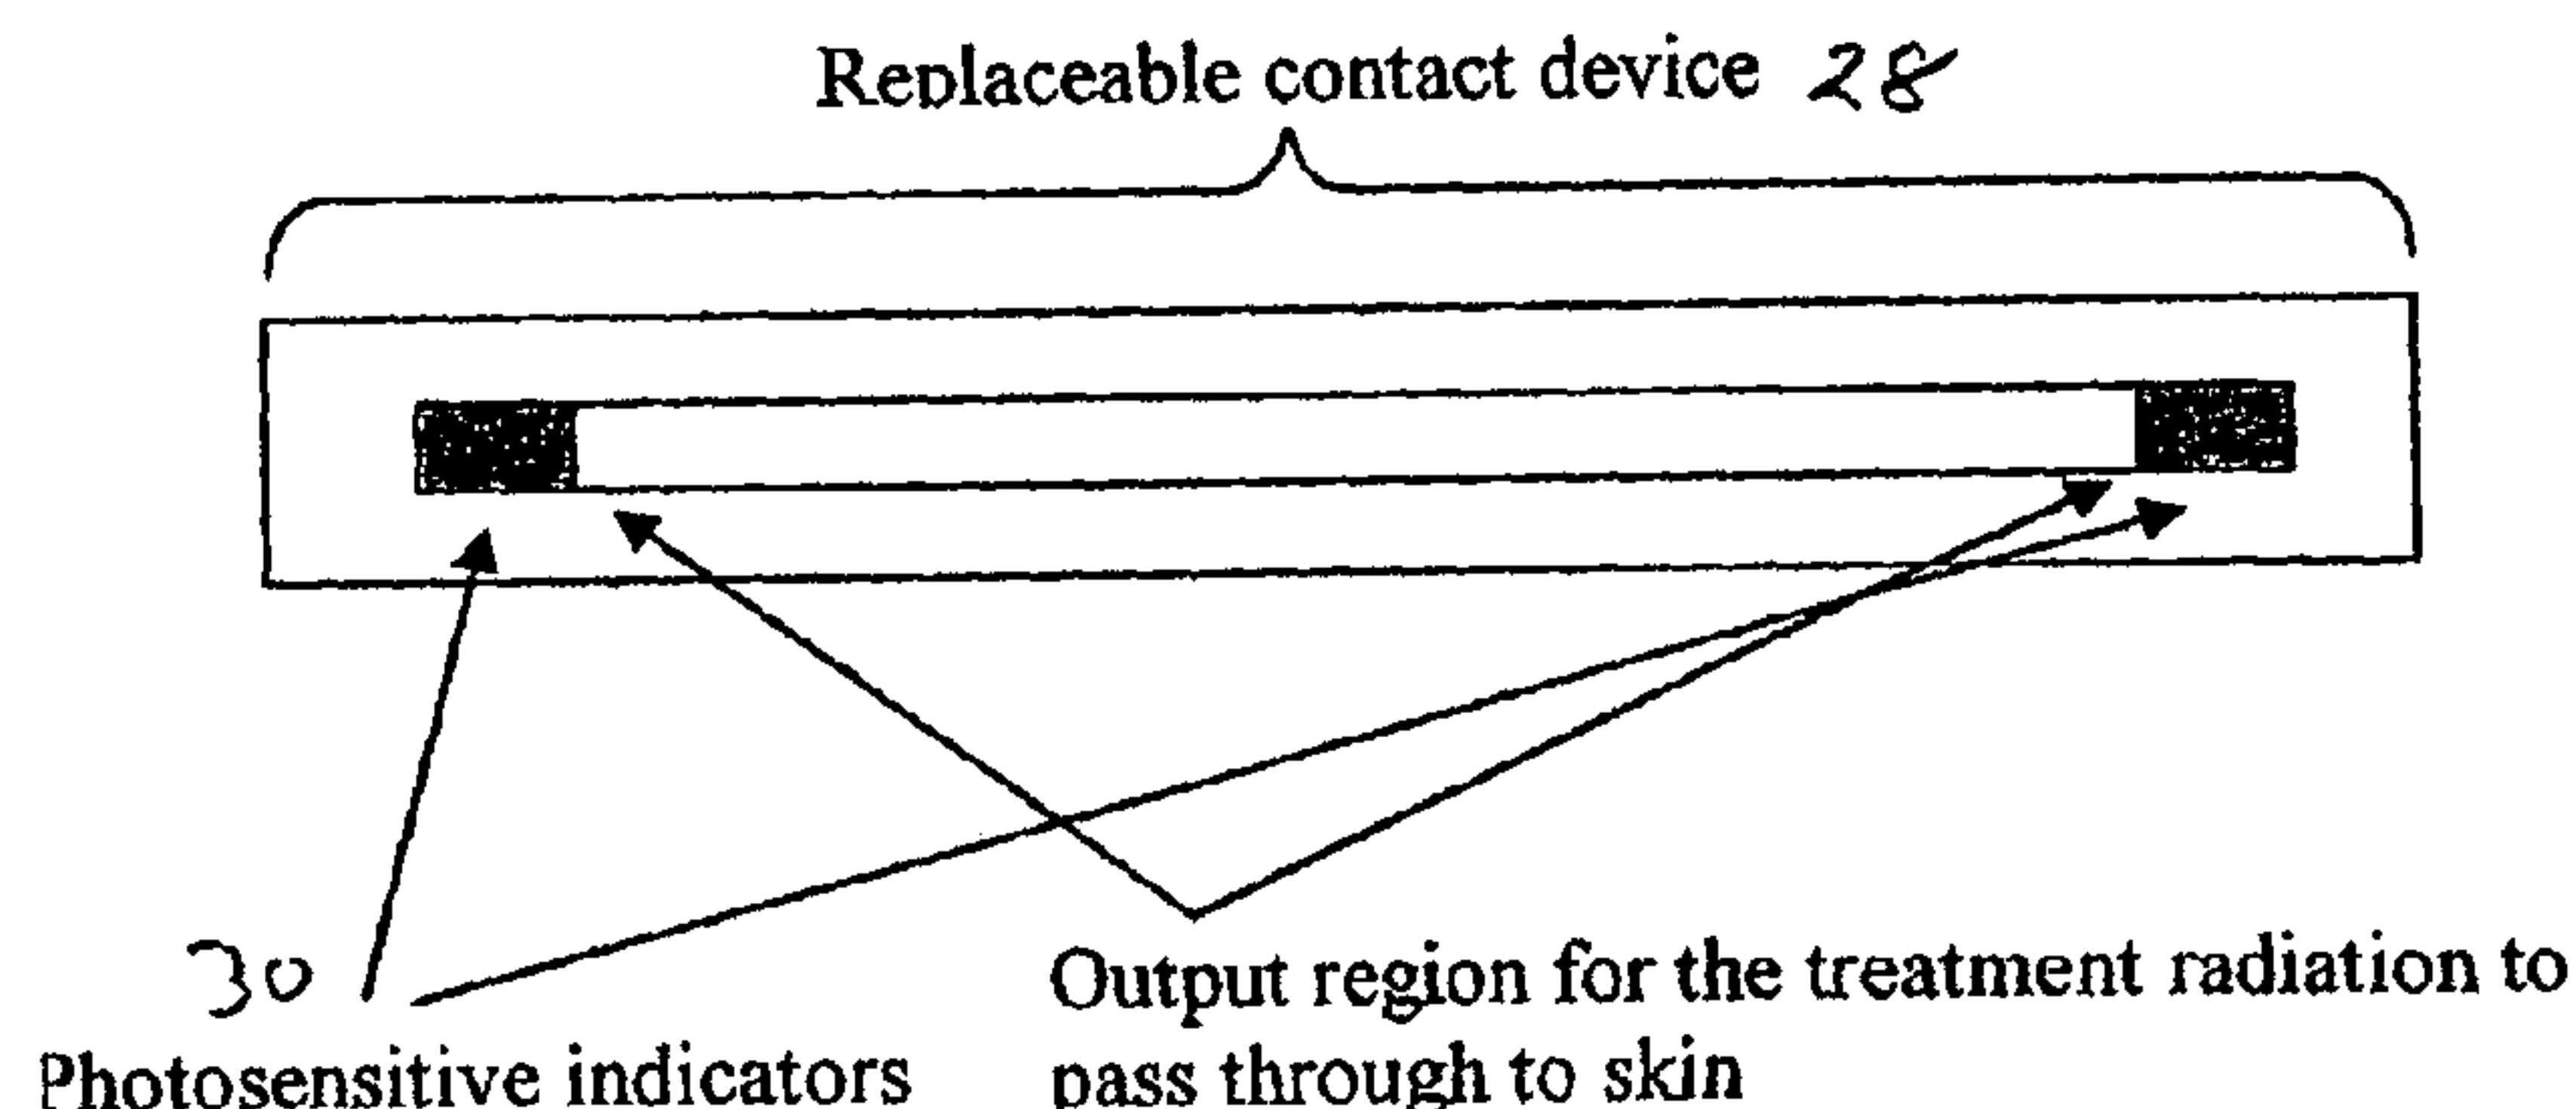 Replaceable contact device 28
30
Photosensitive indicators
Output region for the treatment radiation to
pass through to skin